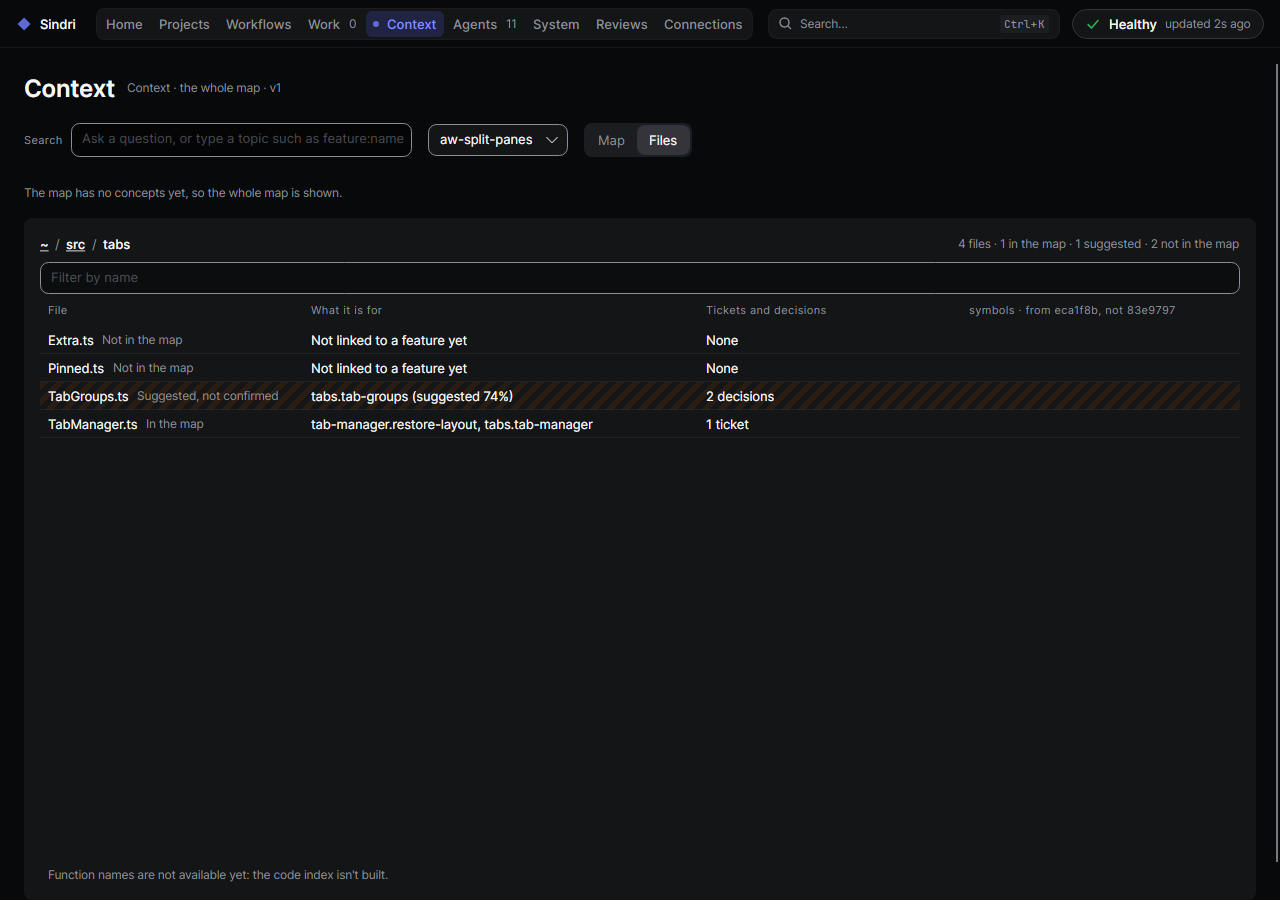 Sindri Home Projects Workflows Work 0 Context Agents 11 System Reviews Connections Search... Ctrl+K Healthy updated 2s ago
Context Context · the whole map · v1
Search Ask a question, or type a topic such as feature:name aw-split-panes Map Files
The map has no concepts yet, so the whole map is shown.
~ / src / tabs 4 files · 1 in the map · 1 suggested · 2 not in the map
Filter by name
File What it is for Tickets and decisions symbols · from eca1f8b, not 83e9797
Extra.ts Not in the map Not linked to a feature yet None
Pinned.ts Not in the map Not linked to a feature yet None
TabGroups.ts Suggested, not confirmed tabs.tab-groups (suggested 74%) 2 decisions
TabManager.ts In the map tab-manager.restore-layout, tabs.tab-manager 1 ticket
Function names are not available yet: the code index isn't built.